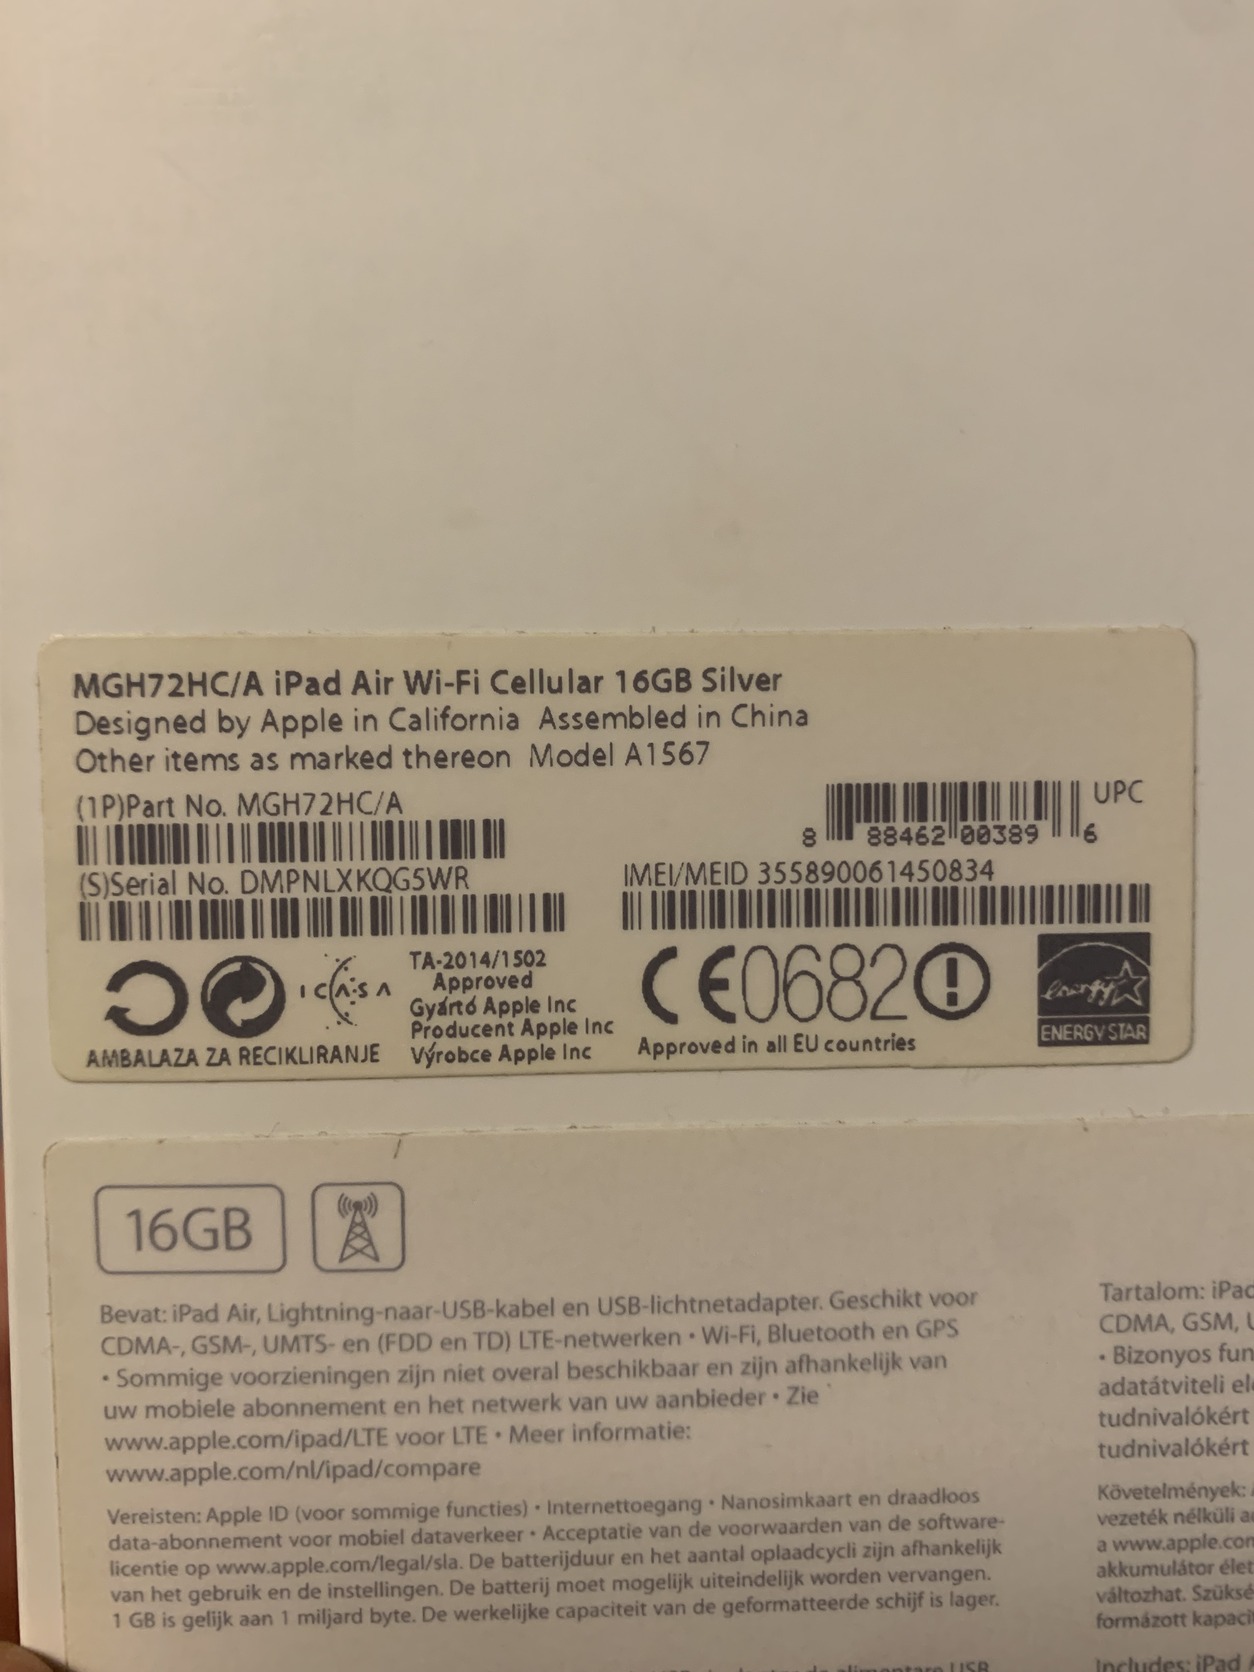 MGH72HC/A iPad Air Wi-Fi Cellular 16GB Silver
Designed by Apple in California Assembled in China
Other items as marked thereon Model A1567
(1P)Part No. MGH72HC/A
UPC
8 88462 00389 6
(S)Serial No. DMPNLXKQG5WR
IMEI/MEID 355890061450834
ICASA
TA-2014/1502
Approved
Gyártó Apple Inc
Producent Apple Inc
Výrobce Apple Inc
AMBALAZA ZA RECIKLIRANJE
CE0682
Approved in all EU countries
energy
ENERGY STAR
16GB
Bevat: iPad Air, Lightning-naar-USB-kabel en USB-lichtnetadapter. Geschikt voor
CDMA-, GSM-, UMTS- en (FDD en TD) LTE-netwerken • Wi-Fi, Bluetooth en GPS
• Sommige voorzieningen zijn niet overal beschikbaar en zijn afhankelijk van
uw mobiele abonnement en het netwerk van uw aanbieder • Zie
www.apple.com/ipad/LTE voor LTE • Meer informatie:
www.apple.com/nl/ipad/compare
Vereisten: Apple ID (voor sommige functies) • Internettoegang • Nanosimkaart en draadloos
data-abonnement voor mobiel dataverkeer • Acceptatie van de voorwaarden van de software-
licentie op www.apple.com/legal/sla. De batterijduur en het aantal oplaadcycli zijn afhankelijk
van het gebruik en de instellingen. De batterij moet mogelijk uiteindelijk worden vervangen.
1 GB is gelijk aan 1 miljard byte. De werkelijke capaciteit van de geformatteerde schijf is lager.
Tartalom: iPad
CDMA, GSM,
• Bizonyos
adatátviteli
tudnivalókért
tudnivalókért
Követelmények:
vezeték nélküli
a www.apple.com
akkumulátor
változhat.
formázott
Includes: iPad
USB